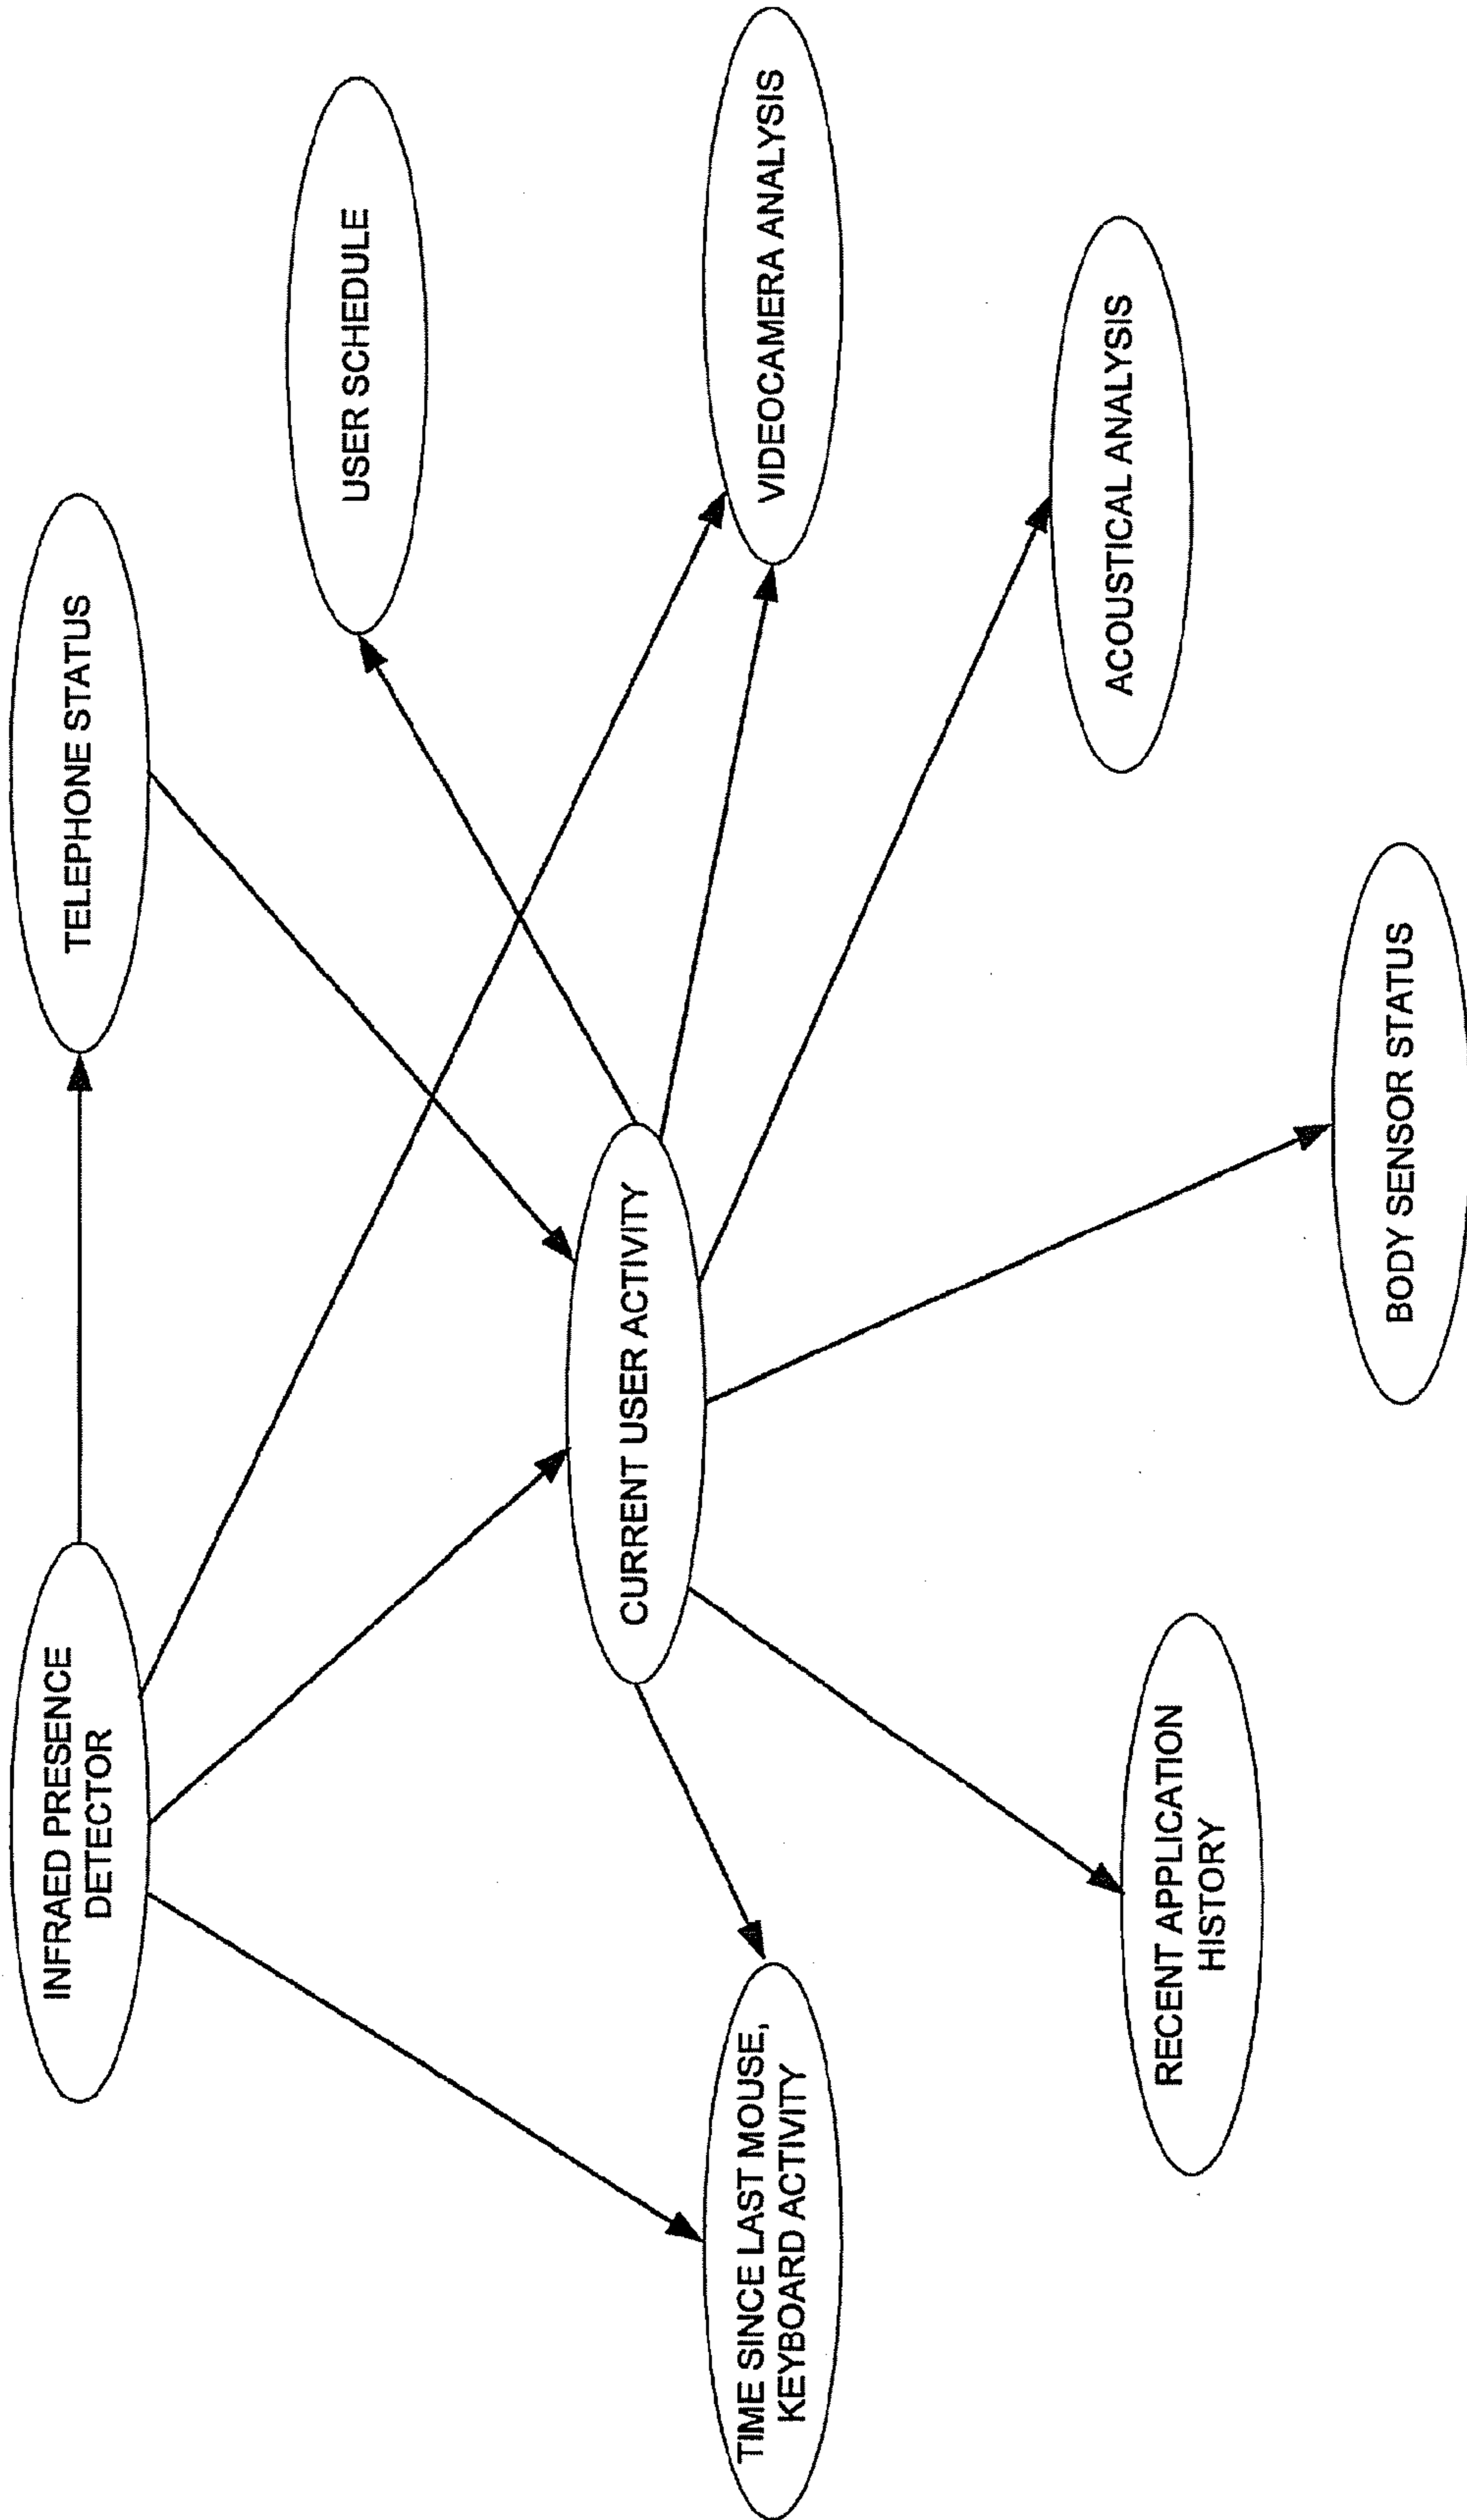 INFRAED PRESENCE
DETECTOR
TELEPHONE STATUS
USER SCHEDULE
CURRENT USER ACTIVITY
TIME SINCE LAST MOUSE,
KEYBOARD ACTIVITY
VIDEOCAMERA ANALYSIS
RECENT APPLICATION
HISTORY
ACOUSTICAL ANALYSIS
BODY SENSOR STATUS